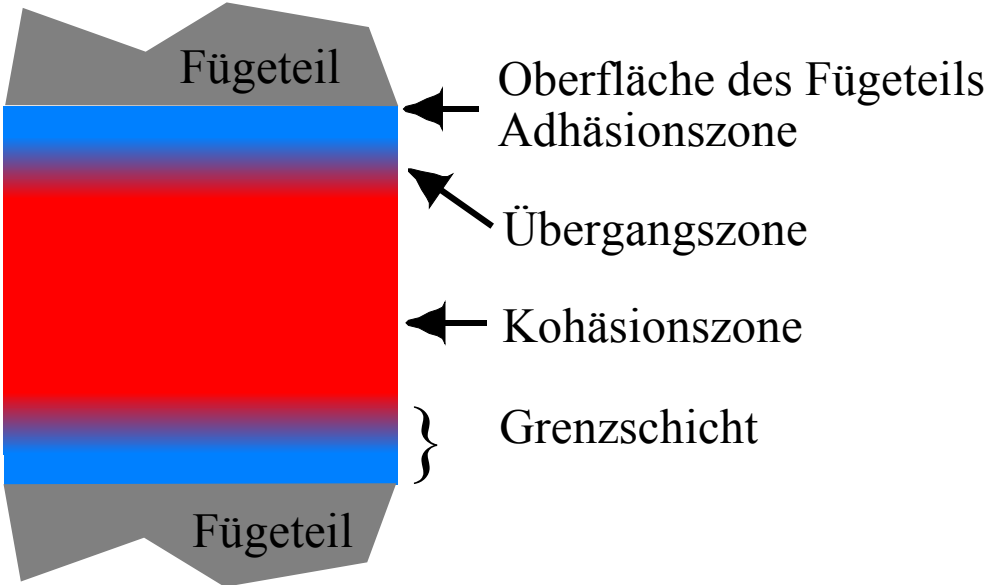 Fügeteil
Oberfläche des Fügeteils
Adhäsionszone
Übergangszone
Kohäsionszone
} Grenzschicht
Fügeteil